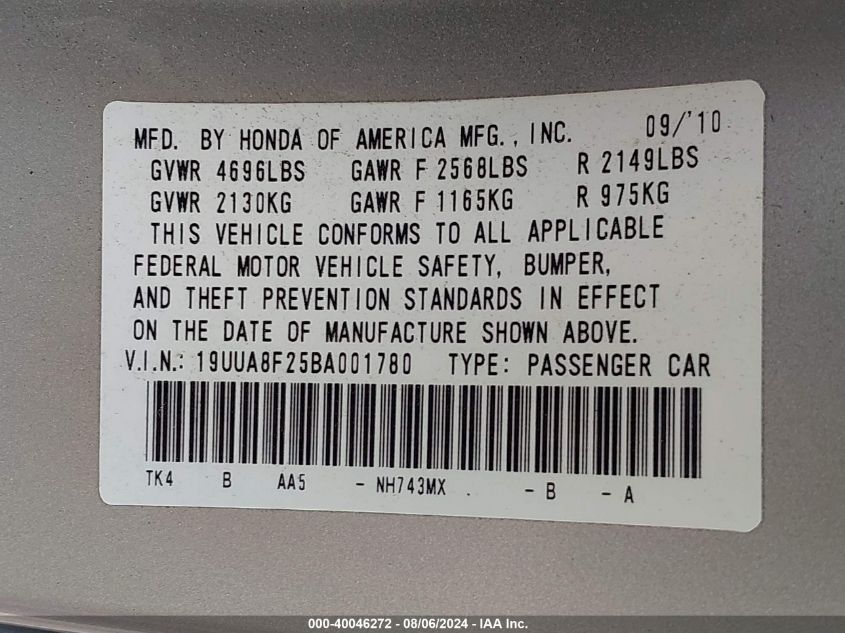 MFD. BY HONDA OF AMERICA MFG., INC. 09/'10
GVWR 4696LBS GAWR F 2568LBS R 2149LBS
GVWR 2130KG GAWR F 1165KG R 975KG
THIS VEHICLE CONFORMS TO ALL APPLICABLE
FEDERAL MOTOR VEHICLE SAFETY, BUMPER,
AND THEFT PREVENTION STANDARDS IN EFFECT
ON THE DATE OF MANUFACTURE SHOWN ABOVE.
V.I.N.: 19UUA8F25BA001780 TYPE: PASSENGER CAR
TK4 B AA5 - NH743MX - B - A
000-40046272 - 08/06/2024 - IAA Inc.